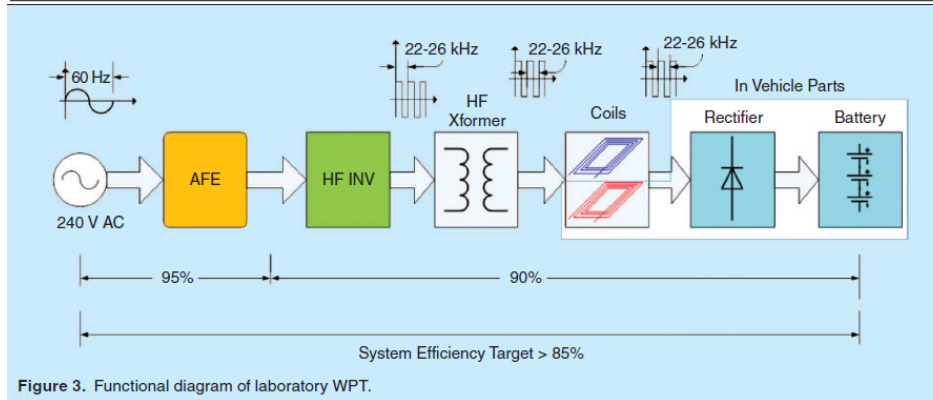 22-26 kHz
22-26 kHz
22-26 kHz
60 Hz
In Vehicle Parts
HF
Xformer
Coils
Rectifier
Battery
AFE
HF INV
240 V AC
95%
90%
System Efficiency Target > 85%
Figure 3. Functional diagram of laboratory WPT.